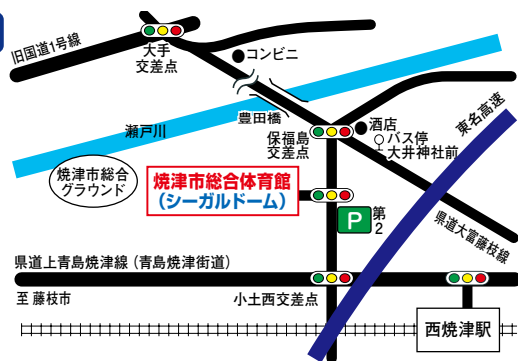 旧国道1号線
大手
交差点
コンビニ
豊田橋
瀬戸川
保福島
交差点
酒店
バス停
大井神社前
東名高速
焼津市総合
グラウンド
焼津市総合体育館
(シーガルドーム)
P
第2
県道大富藤枝線
県道上青島焼津線(青島焼津街道)
至 藤枝市
小土西交差点
西焼津駅